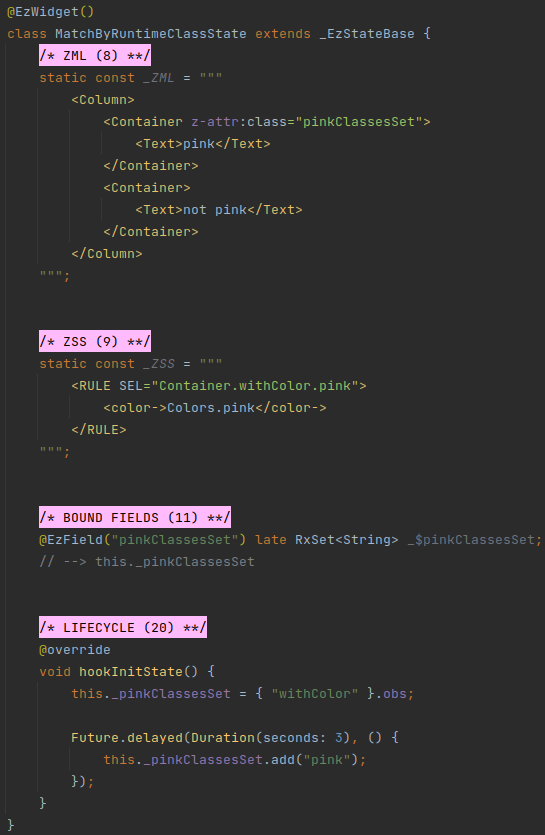 @EzWidget()
class MatchByRuntimeClassState extends _EzStateBase {
    /* ZML (8) **/
    static const _ZML = """
        <Column>
            <Container z-attr:class="pinkClassesSet">
                <Text>pink</Text>
            </Container>
            <Container>
                <Text>not pink</Text>
            </Container>
        </Column>
    """;
    /* ZSS (9) **/
    static const _ZSS = """
        <RULE SEL="Container.withColor.pink">
            <color->Colors.pink</color->
        </RULE>
    """;
    /* BOUND FIELDS (11) **/
    @EzField("pinkClassesSet") late RxSet<String> _$pinkClassesSet;
    // --> this._pinkClassesSet
    /* LIFECYCLE (20) **/
    @override
    void hookInitState() {
        this._pinkClassesSet = { "withColor" }.obs;
        Future.delayed(Duration(seconds: 3), () {
            this._pinkClassesSet.add("pink");
        });
    }
}